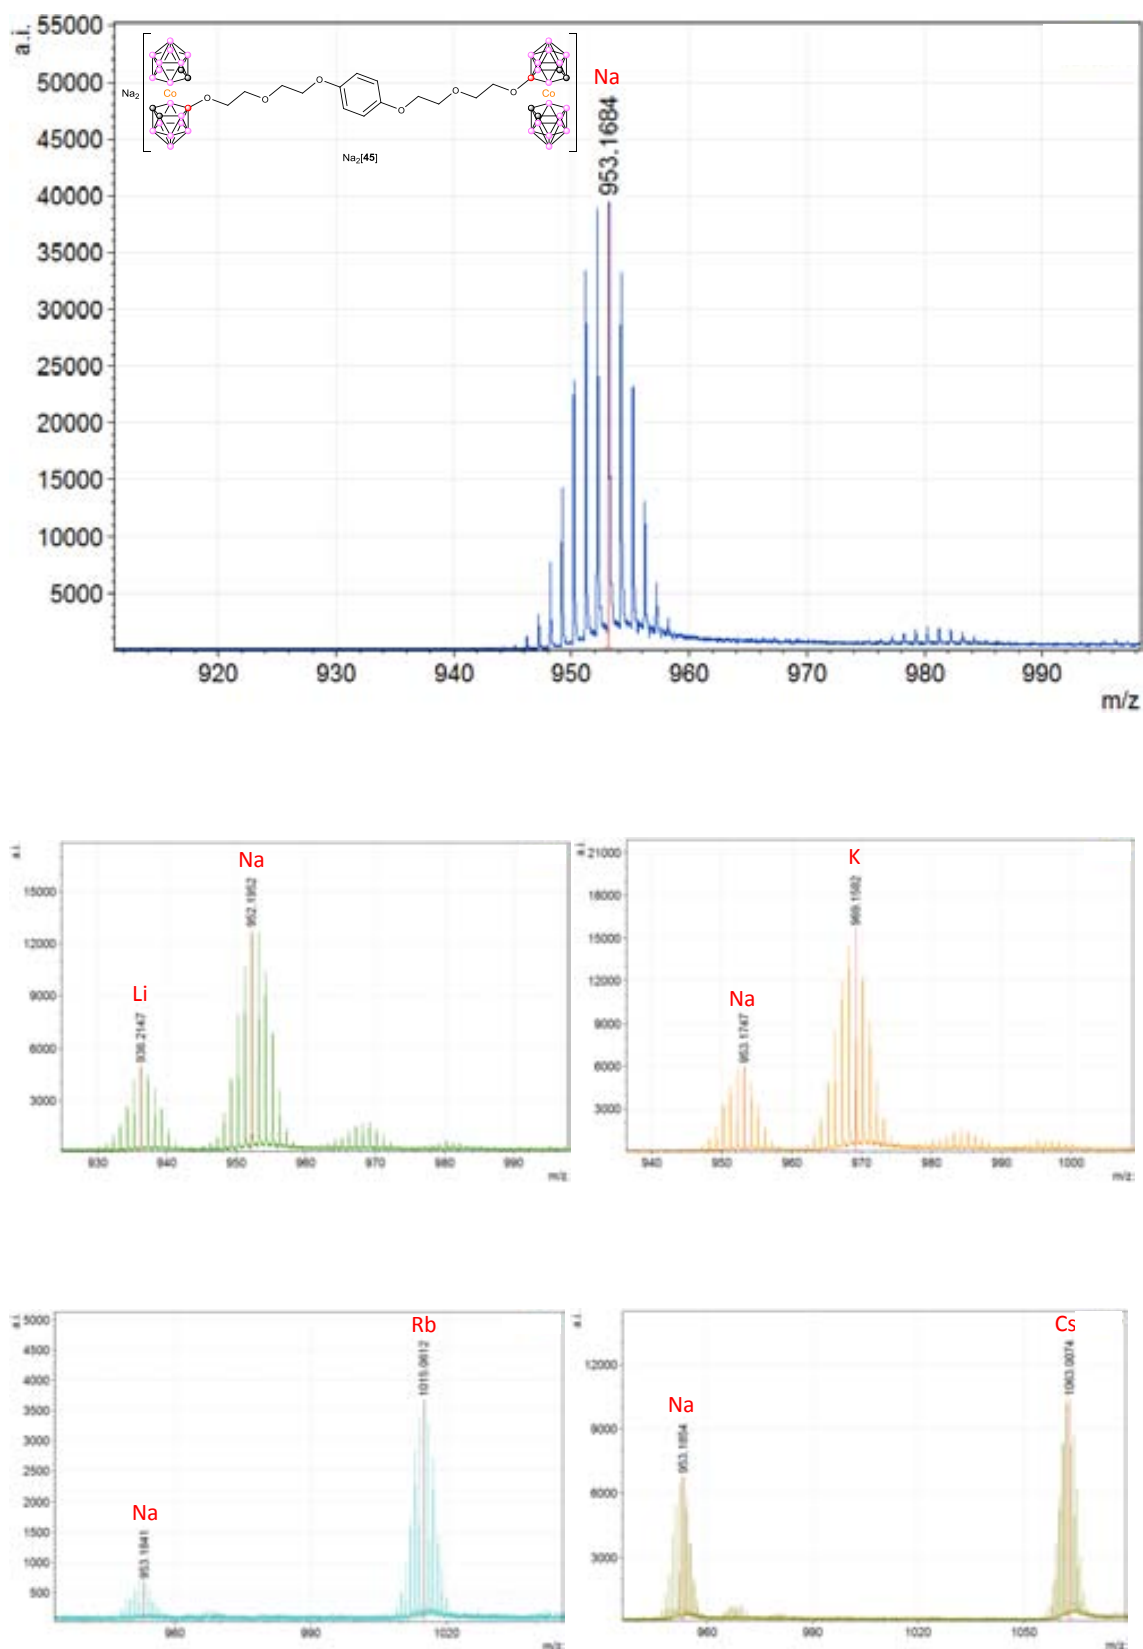 a.i.
55000
50000
45000
40000
35000
30000
25000
20000
15000
10000
5000
Na₂
Co
O
O
O
O
O
O
Co
Na₂[45]
Na
953.1684
920 930 940 950 960 970 980 990
m/z
a.i.
15000
12000
9000
6000
3000
Li
936.2147
Na
952.1952
930 940 950 960 970 980 990
m/z
a.i.
21000
18000
15000
12000
9000
6000
3000
Na
953.1747
K
969.1582
940 950 960 970 980 990 1000
m/z
a.i.
5000
4500
4000
3500
3000
2500
2000
1500
1000
500
Na
953.1841
Rb
1015.0612
960 990 1020
m/z
a.i.
12000
9000
6000
3000
Na
953.1854
Cs
1063.0074
960 990 1020 1050
m/z